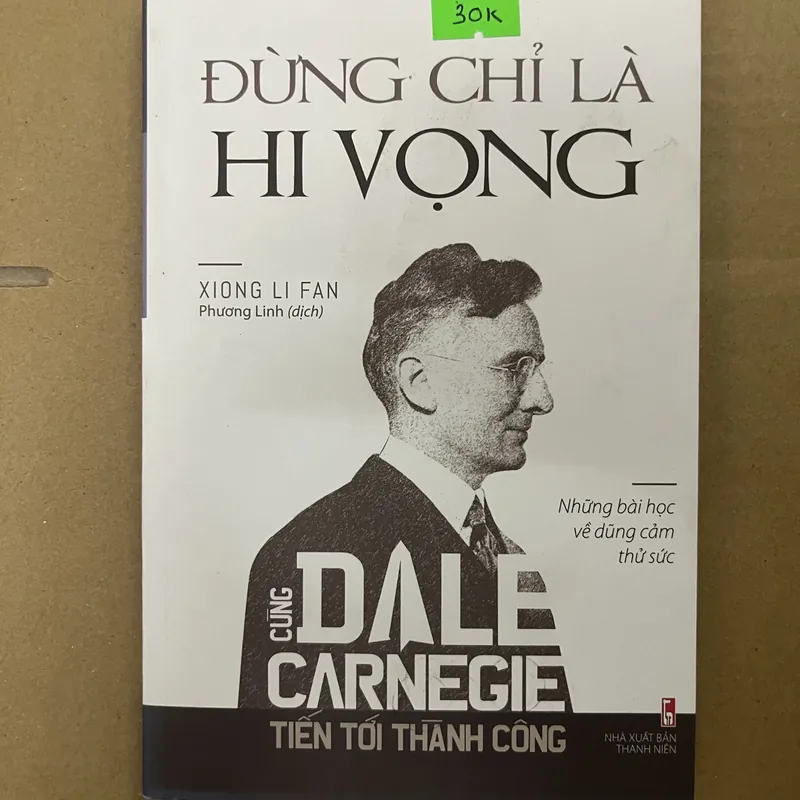 30K
ĐỪNG CHỈ LÀ
HI VỌNG
XIONG LI FAN
Phương Linh (dịch)
Những bài học
về dũng cảm
thử sức
CÙNG
DALE
CARNEGIE
TIẾN TỚI THÀNH CÔNG
NHÀ XUẤT BẢN
THANH NIÊN